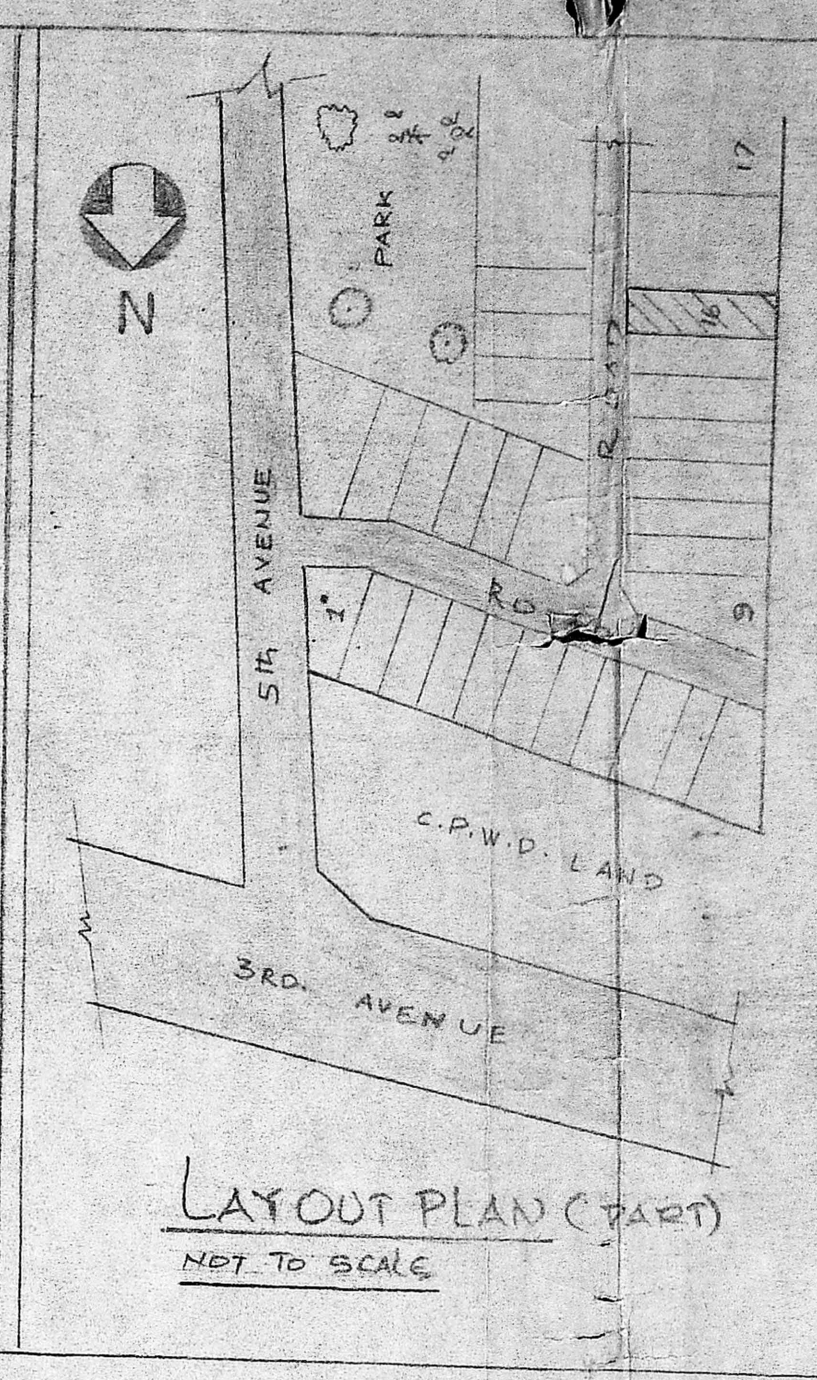 17
PARK
N
16
ROAD
5th AVENUE
RO
1
9
C.P.W.D. LAND
3RD. AVENUE
LAYOUT PLAN (PART)
NOT TO SCALE